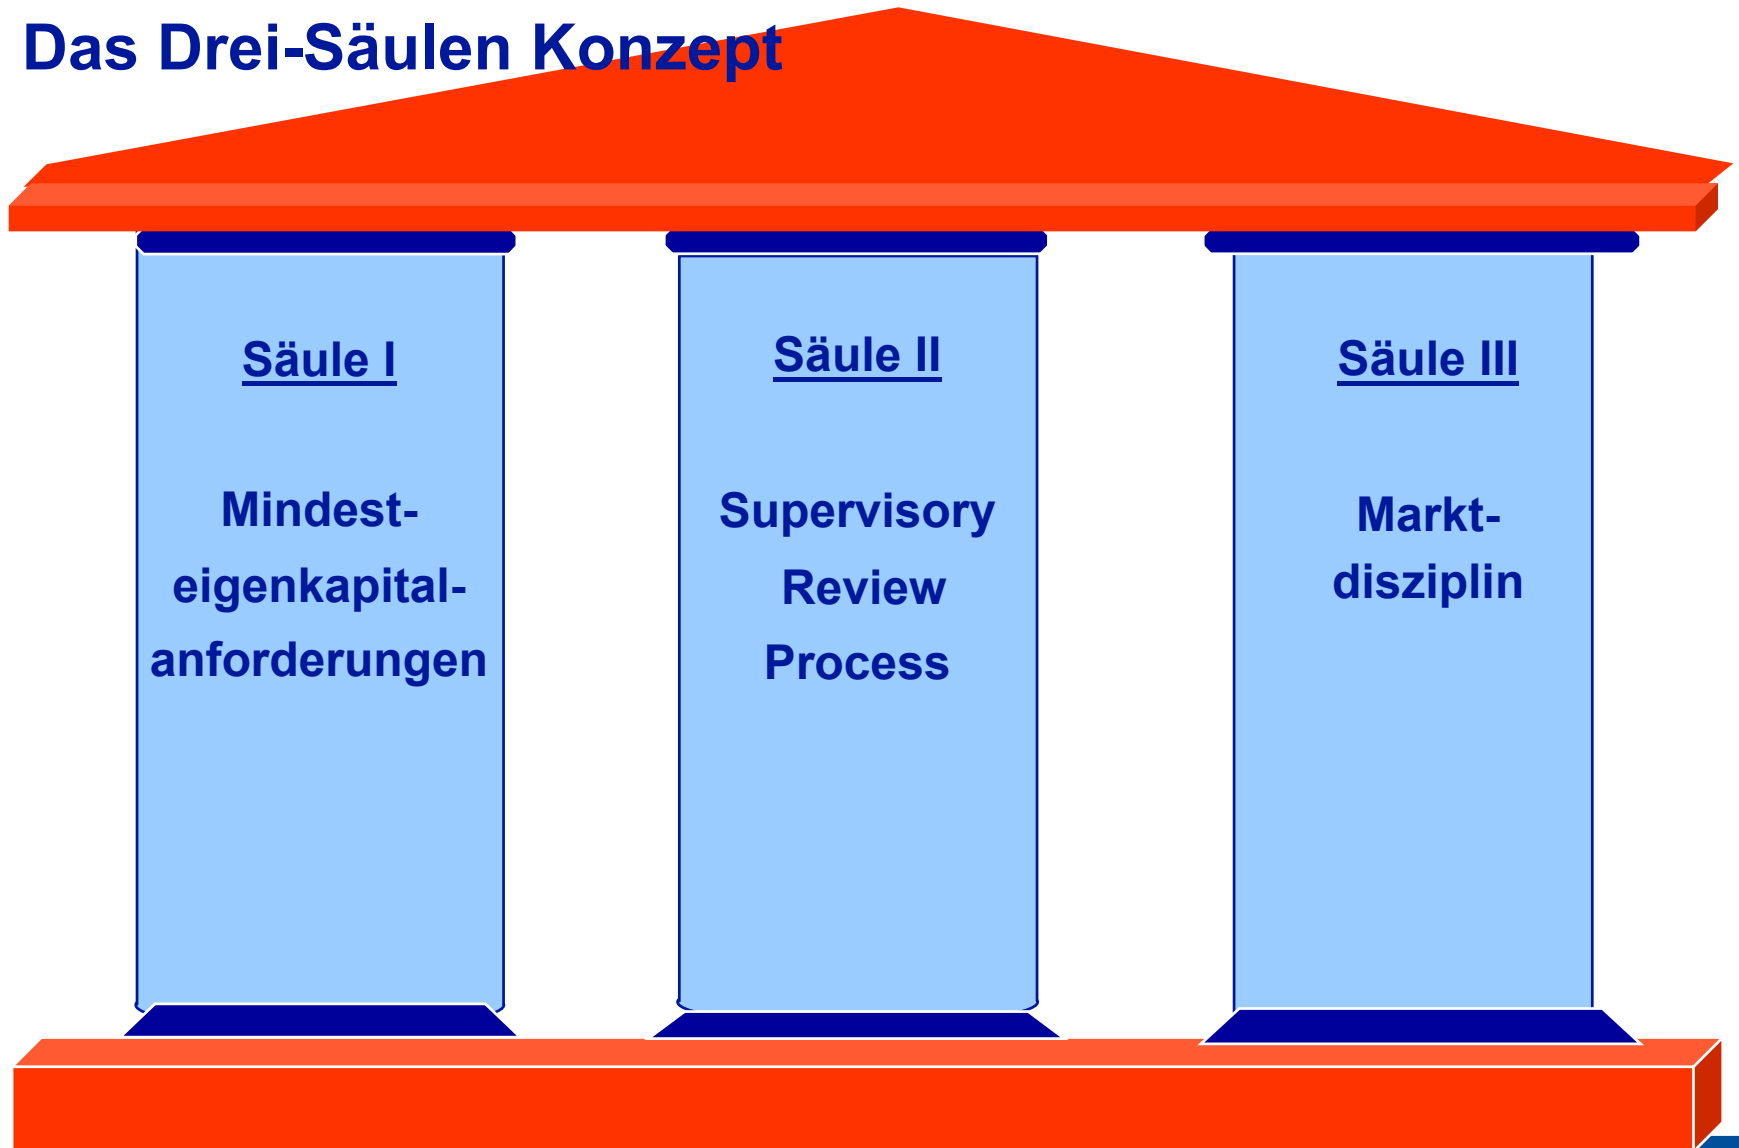 Das Drei-Säulen Konzept
Säule I
Mindest-
eigenkapital-
anforderungen
Säule II
Supervisory
Review
Process
Säule III
Markt-
disziplin